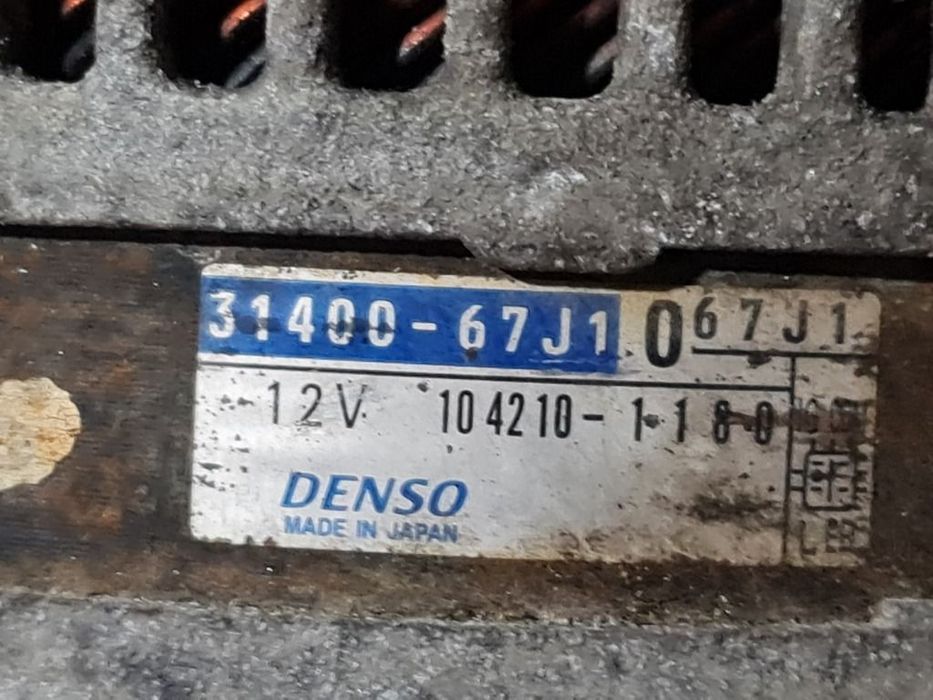 31400-67J1 0 67J1
12V 104210-1180
DENSO
MADE IN JAPAN